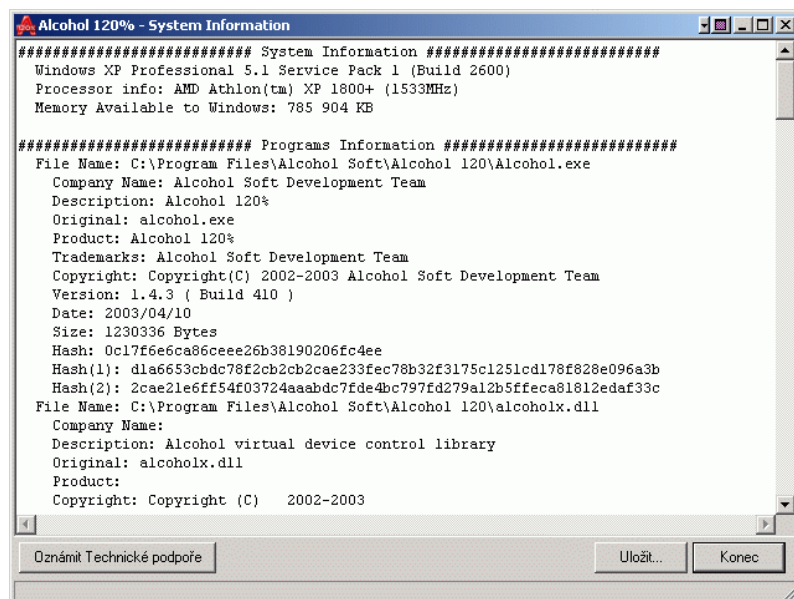 Alcohol 120% - System Information
########################### System Information ###########################
Windows XP Professional 5.1 Service Pack 1 (Build 2600)
Processor info: AMD Athlon(tm) XP 1800+ (1533MHz)
Memory Available to Windows: 785 904 KB
########################### Programs Information ###########################
File Name: C:\Program Files\Alcohol Soft\Alcohol 120\Alcohol.exe
Company Name: Alcohol Soft Development Team
Description: Alcohol 120%
Original: alcohol.exe
Product: Alcohol 120%
Trademarks: Alcohol Soft Development Team
Copyright: Copyright(C) 2002-2003 Alcohol Soft Development Team
Version: 1.4.3 ( Build 410 )
Date: 2003/04/10
Size: 1230336 Bytes
Hash: 0c17f6e6ca86ceee26b38190206fc4ee
Hash(1): d1a6653cbdc78f2cb2cb2cae233fec78b32f3175c1251cd178f828e096a3b
Hash(2): 2cae21e6ff54f03724aaabdc7fde4bc797fd279a12b5ffeca81812edaf33c
File Name: C:\Program Files\Alcohol Soft\Alcohol 120\alcoholx.dll
Company Name:
Description: Alcohol virtual device control library
Original: alcoholx.dll
Product:
Copyright: Copyright (C)   2002-2003
Oznámit Technické podpoře
Uložit...
Konec